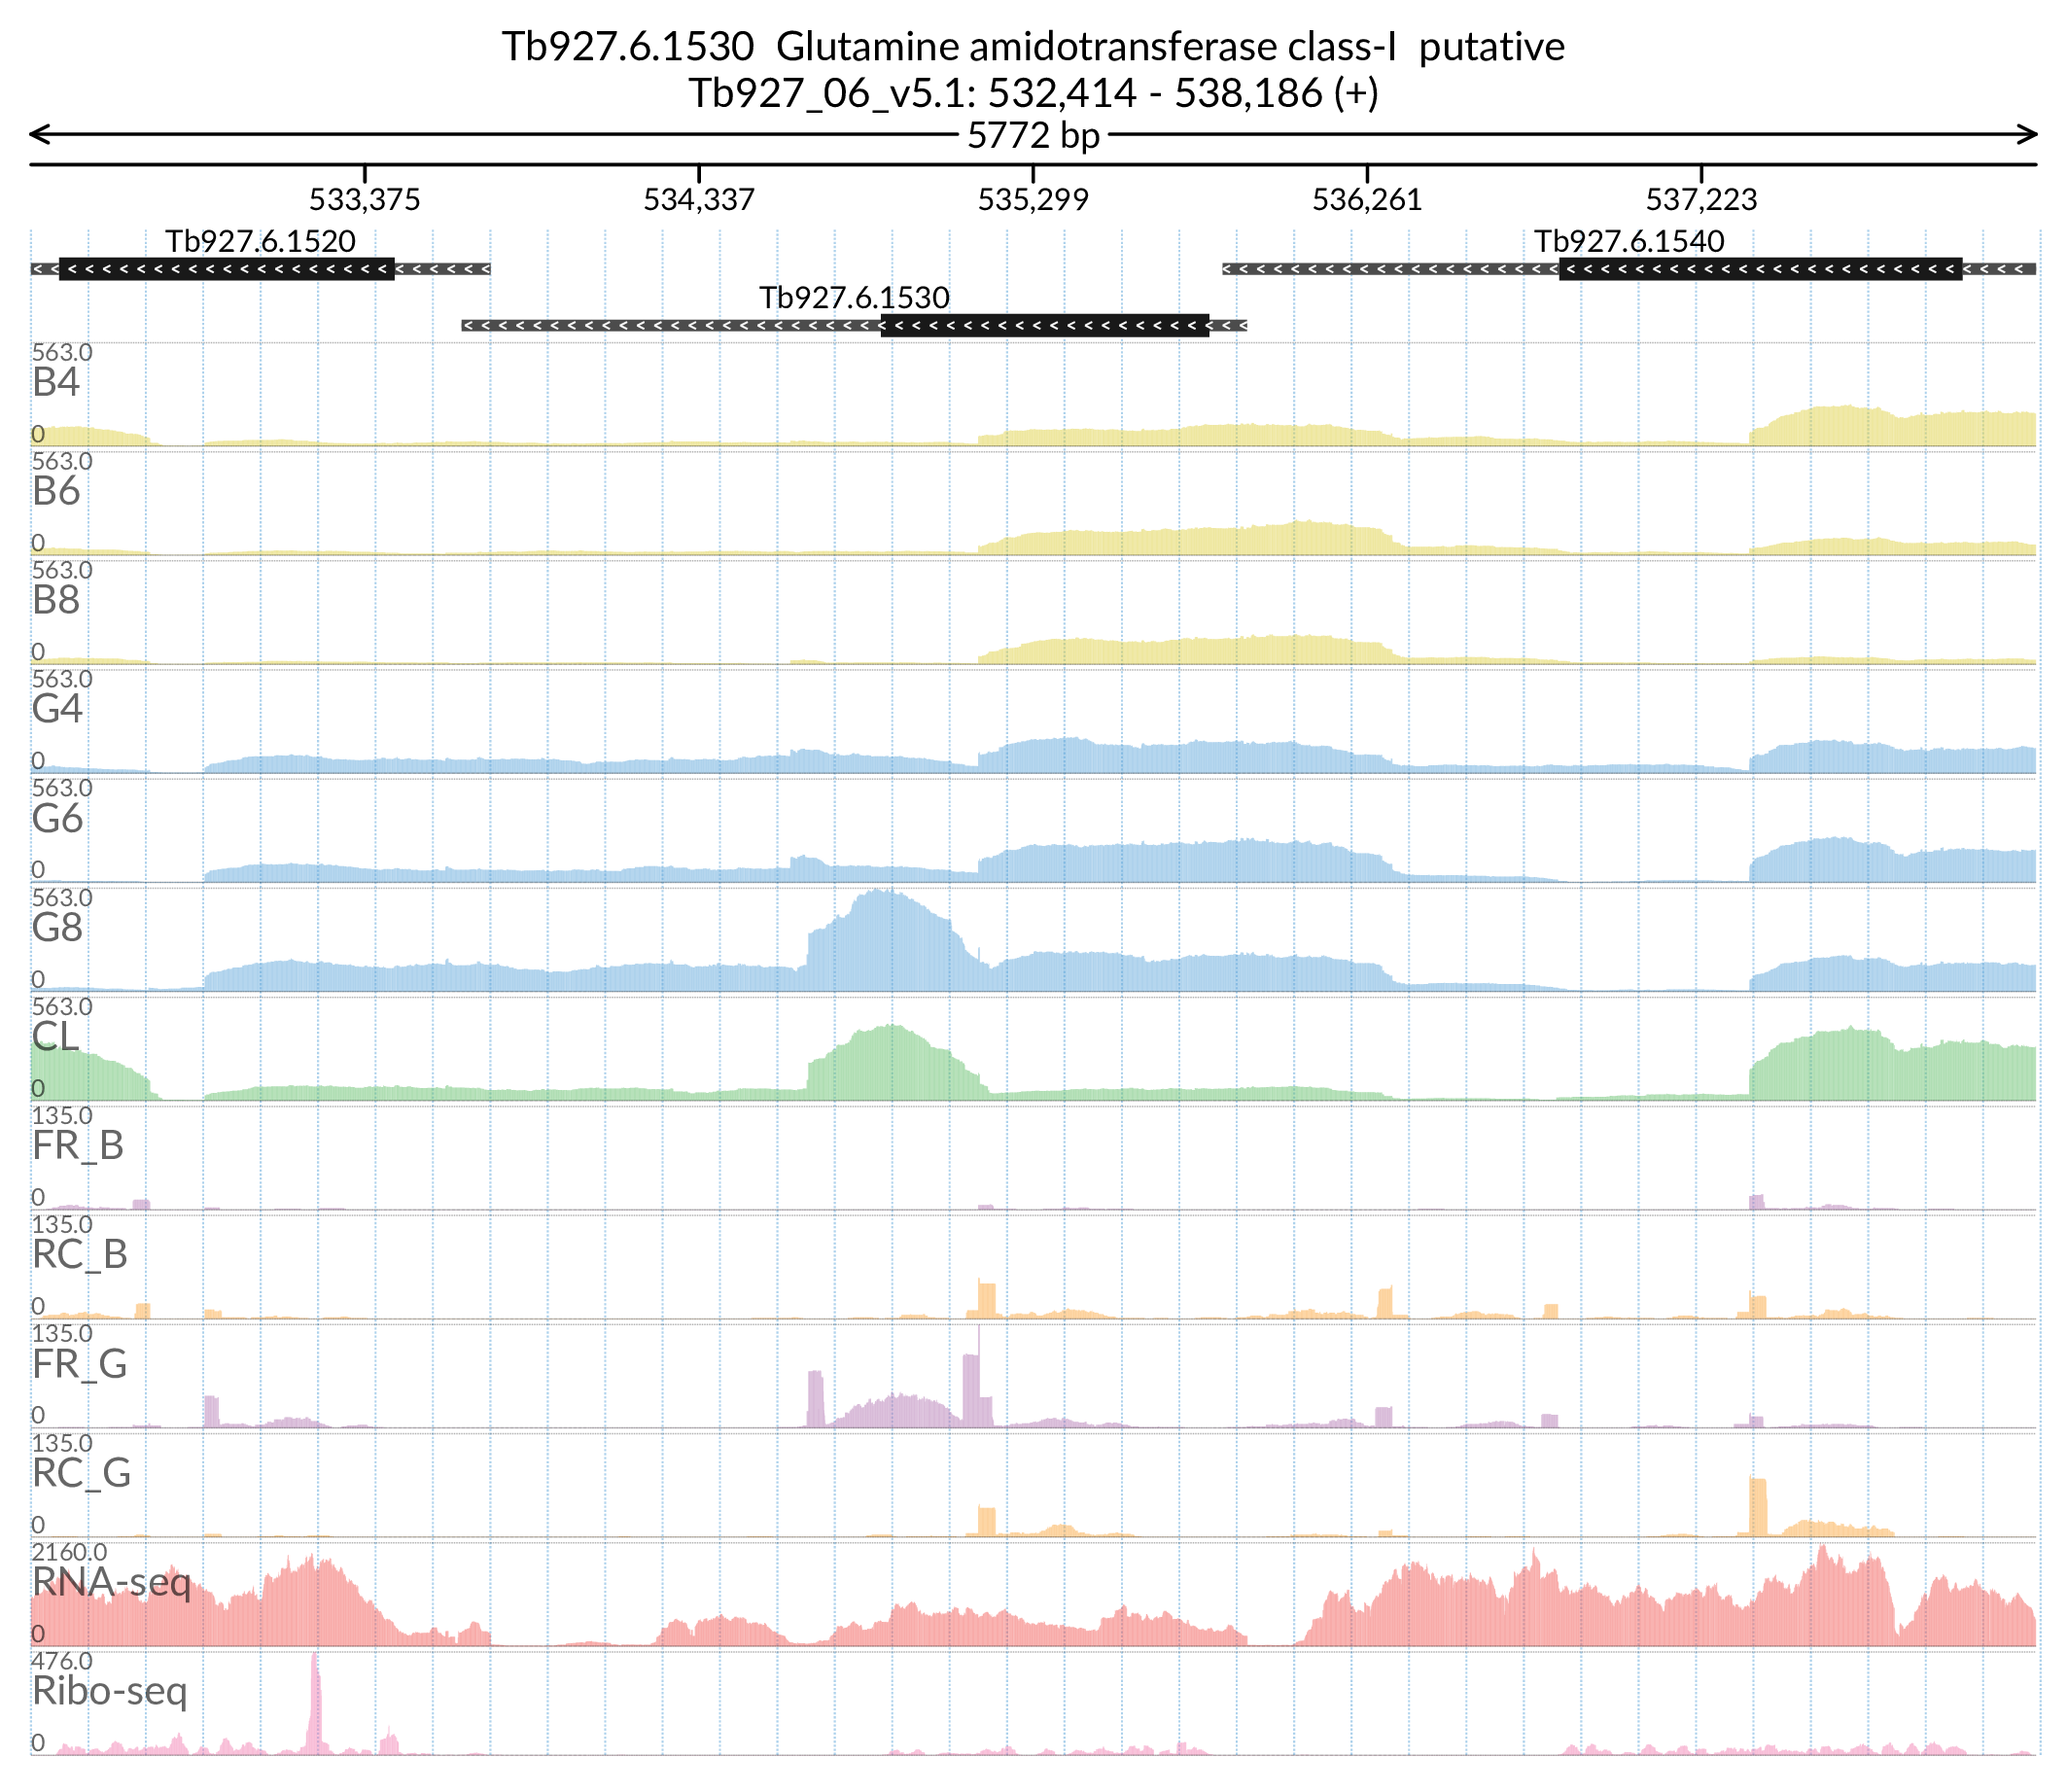 Tb927.6.1530  Glutamine amidotransferase class-I  putative
Tb927_06_v5.1: 532,414 - 538,186 (+)
5772 bp
533,375 534,337 535,299 536,261 537,223
Tb927.6.1520 Tb927.6.1540
Tb927.6.1530
563.0
B4
0
563.0
B6
0
563.0
B8
0
563.0
G4
0
563.0
G6
0
563.0
G8
0
563.0
CL
0
135.0
FR_B
0
135.0
RC_B
0
135.0
FR_G
0
135.0
RC_G
0
2160.0
RNA-seq
0
476.0
Ribo-seq
0